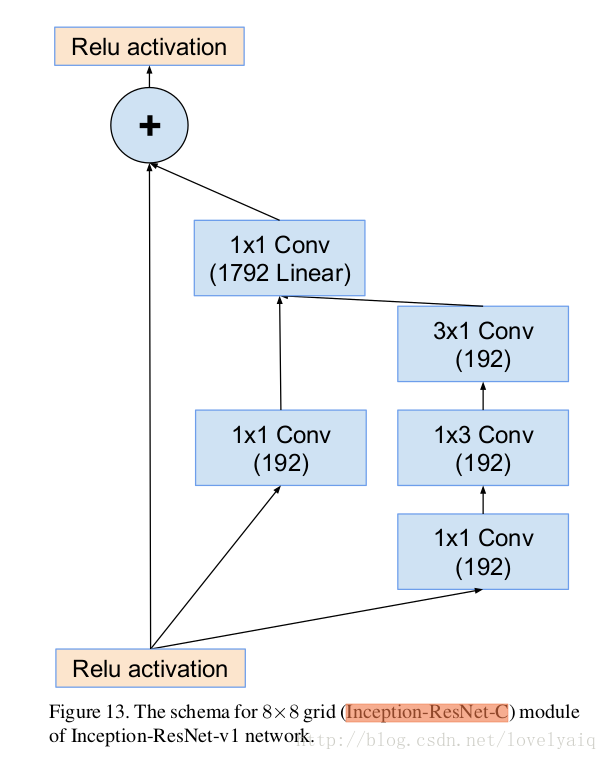 Relu activation
+
1x1 Conv
(1792 Linear)
3x1 Conv
(192)
1x1 Conv
(192)
1x3 Conv
(192)
1x1 Conv
(192)
Relu activation
Figure 13. The schema for 8×8 grid (Inception-ResNet-C) module
of Inception-ResNet-v1 network.
http://blog.csdn.net/lovelyaiq